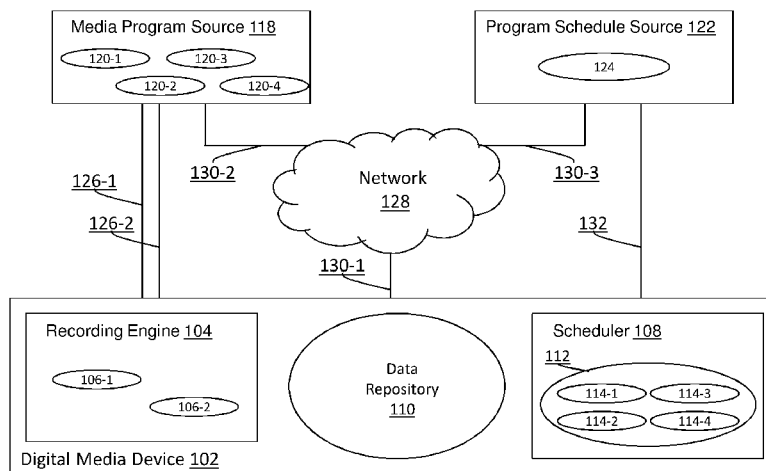 Media Program Source 118
120-1
120-3
120-2
120-4
Program Schedule Source 122
124
130-2
130-3
Network
128
126-1
126-2
132
130-1
Recording Engine 104
106-1
106-2
Data
Repository
110
Scheduler 108
112
114-1
114-3
114-2
114-4
Digital Media Device 102